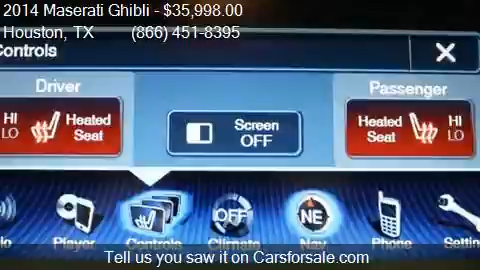 2014 Maserati Ghibli - $35,998.00
Houston, TX (866) 451-8395
Controls
Driver
Passenger
HI
LO
Heated
Seat
Screen
OFF
Heated
Seat
HI
LO
OFF
NE
Player
Controls
Climate
Nav
Phone
Tell us you saw it on Carsforsale.com